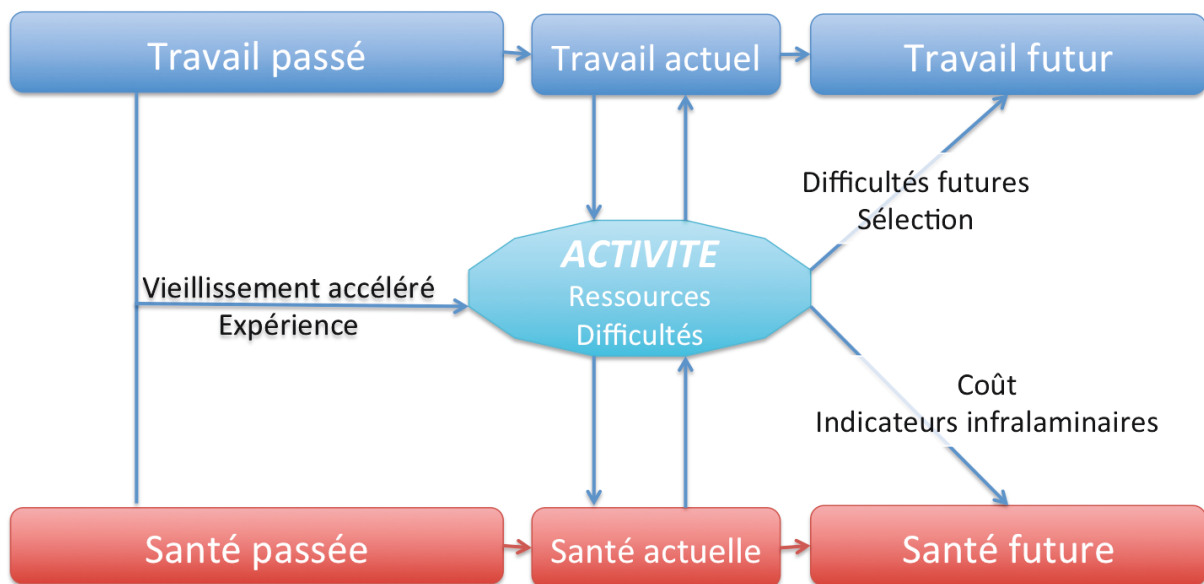 Travail passé
Travail actuel
Travail futur
Difficultés futures
Sélection
ACTIVITE
Ressources
Difficultés
Vieillissement accéléré
Expérience
Coût
Indicateurs infralaminaires
Santé passée
Santé actuelle
Santé future